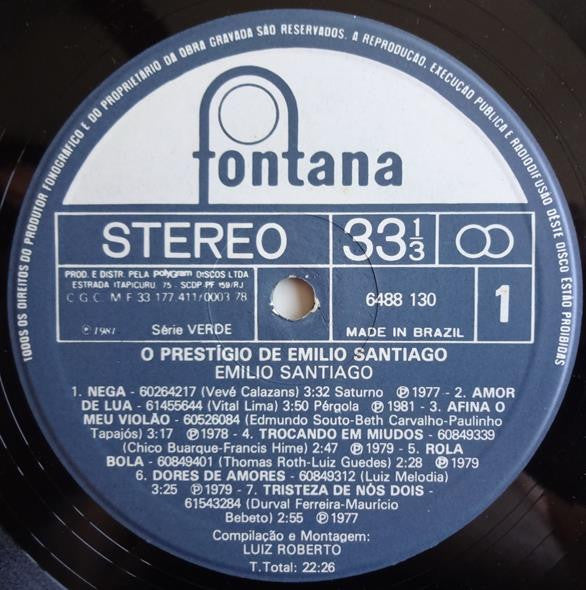 TODOS OS DIREITOS DO PRODUTOR FONOGRÁFICO E DO PROPRIETÁRIO DA OBRA GRAVADA SÃO RESERVADOS. A REPRODUÇÃO, EXECUÇÃO PUBLICA E RADIODIFUSÃO DÊSTE DISCO ESTÃO PROIBIDAS
fontana
STEREO
33 1/3
PROD. E DISTR. PELA polygram DISCOS LTDA
ESTRADA ITAPICURU, 75 - SCDP PF 159/RJ
C G C. M F 33 177 411/0003 78
℗ 1981 Série VERDE
6488 130
MADE IN BRAZIL
1
O PRESTÍGIO DE EMILIO SANTIAGO
EMILIO SANTIAGO
1. NEGA - 60264217 (Vevé Calazans) 3:32 Saturno ℗ 1977 - 2. AMOR
DE LUA - 61455644 (Vital Lima) 3:50 Pérgola ℗ 1981 - 3. AFINA O
MEU VIOLÃO - 60526084 (Edmundo Souto-Beth Carvalho-Paulinho
Tapajós) 3:17 ℗ 1978 - 4. TROCANDO EM MIUDOS - 60849339
(Chico Buarque-Francis Hime) 2:47 ℗ 1979 - 5. ROLA
BOLA - 60849401 (Thomas Roth-Luiz Guedes) 2:28 ℗ 1979
6. DORES DE AMORES - 60849312 (Luiz Melodia)
3:25 ℗ 1979 - 7. TRISTEZA DE NÓS DOIS -
61543284 (Durval Ferreira-Maurício
Bebeto) 2:55 ℗ 1977
Compilação e Montagem:
LUIZ ROBERTO
T.Total: 22:26